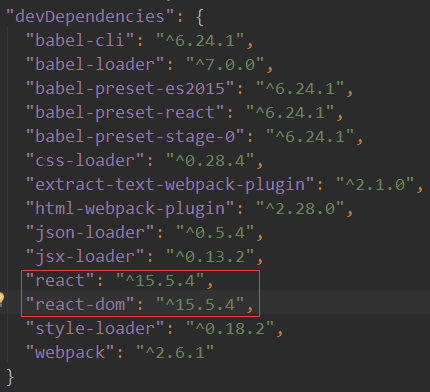 "devDependencies": {
"babel-cli": "^6.24.1",
"babel-loader": "^7.0.0",
"babel-preset-es2015": "^6.24.1",
"babel-preset-react": "^6.24.1",
"babel-preset-stage-0": "^6.24.1",
"css-loader": "^0.28.4",
"extract-text-webpack-plugin": "^2.1.0",
"html-webpack-plugin": "^2.28.0",
"json-loader": "^0.5.4",
"jsx-loader": "^0.13.2",
"react": "^15.5.4",
"react-dom": "^15.5.4",
"style-loader": "^0.18.2",
"webpack": "^2.6.1"
}